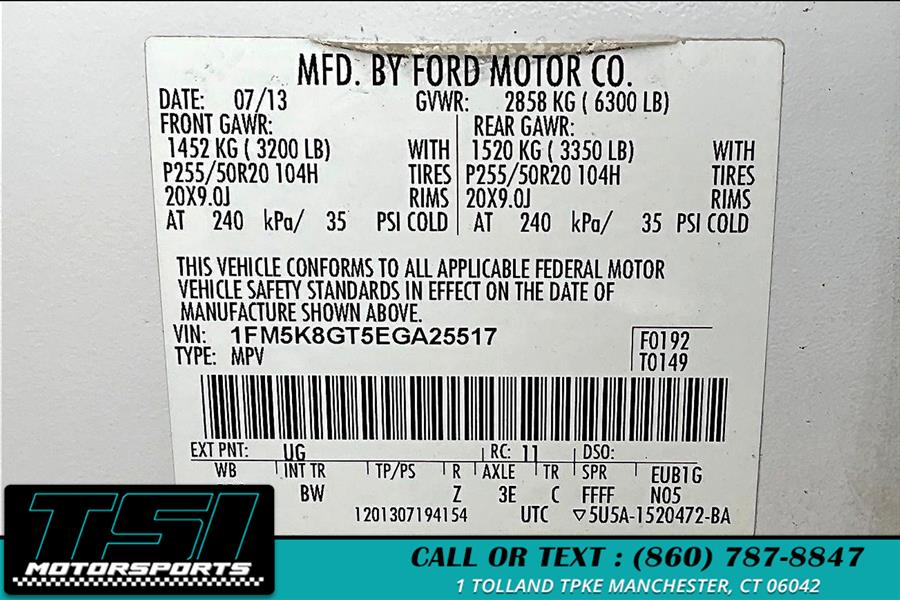 MFD. BY FORD MOTOR CO.
DATE: 07/13 GVWR: 2858 KG ( 6300 LB)
FRONT GAWR: REAR GAWR:
1452 KG ( 3200 LB) WITH 1520 KG ( 3350 LB) WITH
P255/50R20 104H TIRES P255/50R20 104H TIRES
20X9.0J RIMS 20X9.0J RIMS
AT 240 kPa/ 35 PSI COLD AT 240 kPa/ 35 PSI COLD
THIS VEHICLE CONFORMS TO ALL APPLICABLE FEDERAL MOTOR
VEHICLE SAFETY STANDARDS IN EFFECT ON THE DATE OF
MANUFACTURE SHOWN ABOVE.
VIN: 1FM5K8GT5EGA25517
TYPE: MPV
F0192
T0149
EXT PNT: UG RC: 11 DSO:
WB INT TR TP/PS R AXLE TR SPR EUB1G
BW Z 3E C FFFF N05
1201307194154 UTC ▽5U5A-1520472-BA
TSI
MOTORSPORTS
CALL OR TEXT : (860) 787-8847
1 TOLLAND TPKE MANCHESTER, CT 06042